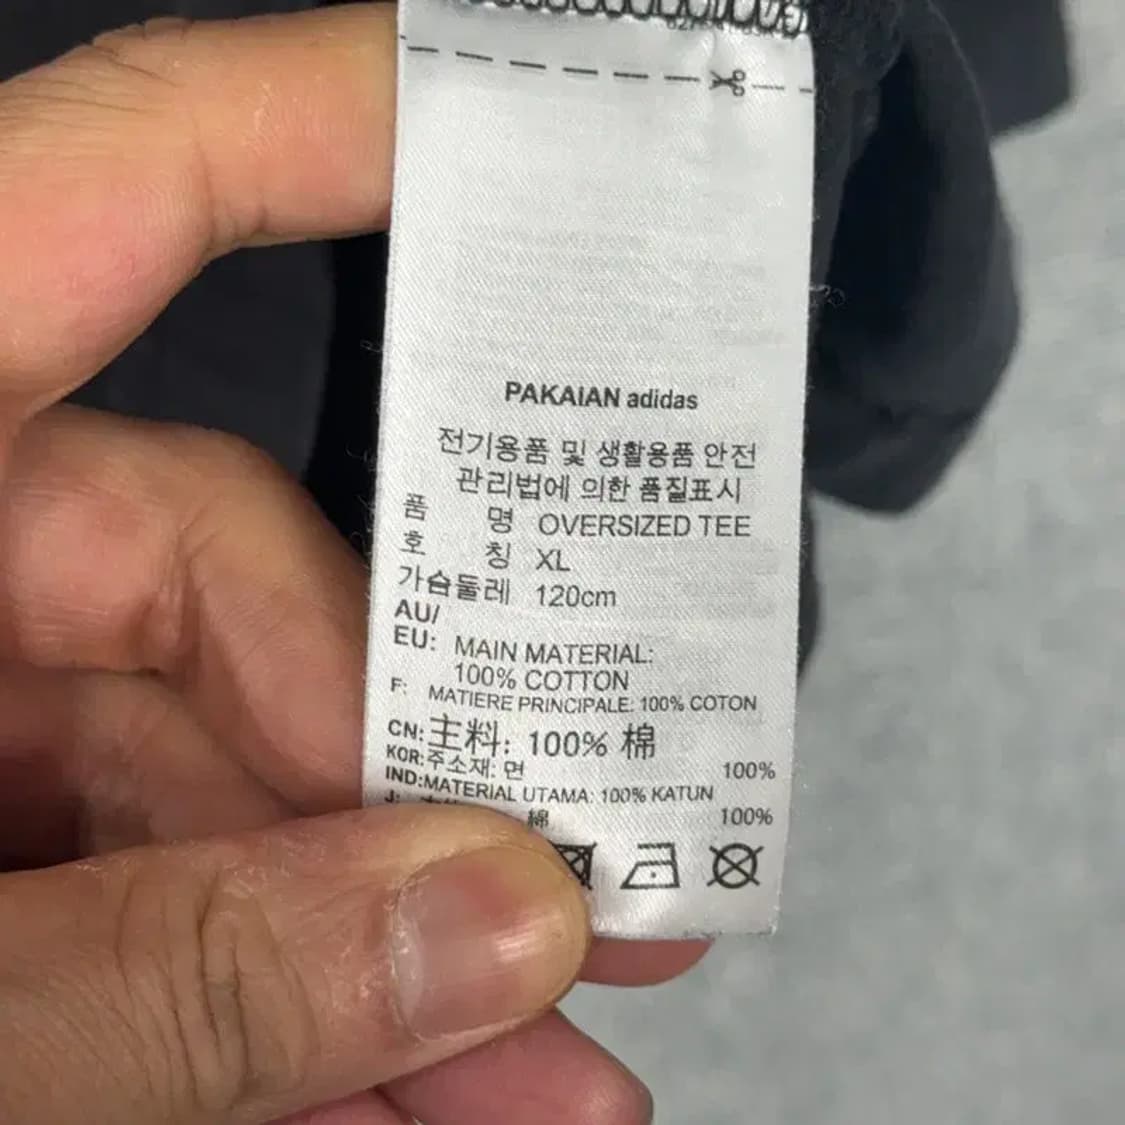 PAKAIAN adidas
전기용품 및 생활용품 안전
관리법에 의한 품질표시
품 명 OVERSIZED TEE
호 칭 XL
가슴둘레 120cm
AU/
EU: MAIN MATERIAL:
100% COTTON
F: MATIERE PRINCIPALE: 100% COTON
CN: 主料: 100% 棉
KOR: 주소재: 면 100%
IND: MATERIAL UTAMA: 100% KATUN
J: 綿 100%